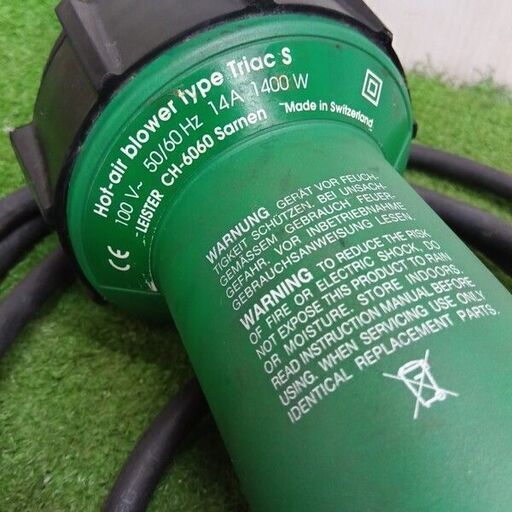 Hot-air blower type Triac S
100 V~ 50/60 Hz 14A 1400 W
LEISTER CH-6060 Sarnen Made in Switzerland
CE
WARNUNG: GERÄT VOR FEUCH-
TIGKEIT SCHÜTZEN. BEI UNSACH-
GEMÄSSEM GEBRAUCH FEUER-
GEFAHR. VOR INBETRIEBNAHME
GEBRAUCHSANWEISUNG LESEN.
WARNING TO REDUCE THE RISK
OF FIRE OR ELECTRIC SHOCK, DO
NOT EXPOSE THIS PRODUCT TO RAIN
OR MOISTURE. STORE INDOORS.
READ INSTRUCTION MANUAL BEFORE
USING. WHEN SERVICING USE ONLY
IDENTICAL REPLACEMENT PARTS.